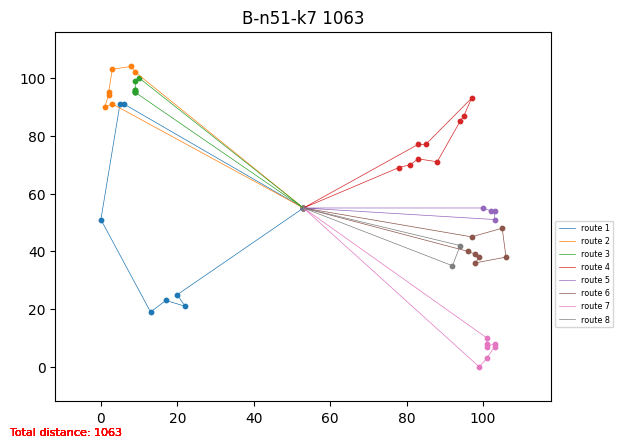 B-n51-k7 1063
100
80
60
40
20
0
0 20 40 60 80 100
route 1
route 2
route 3
route 4
route 5
route 6
route 7
route 8
Total distance: 1063